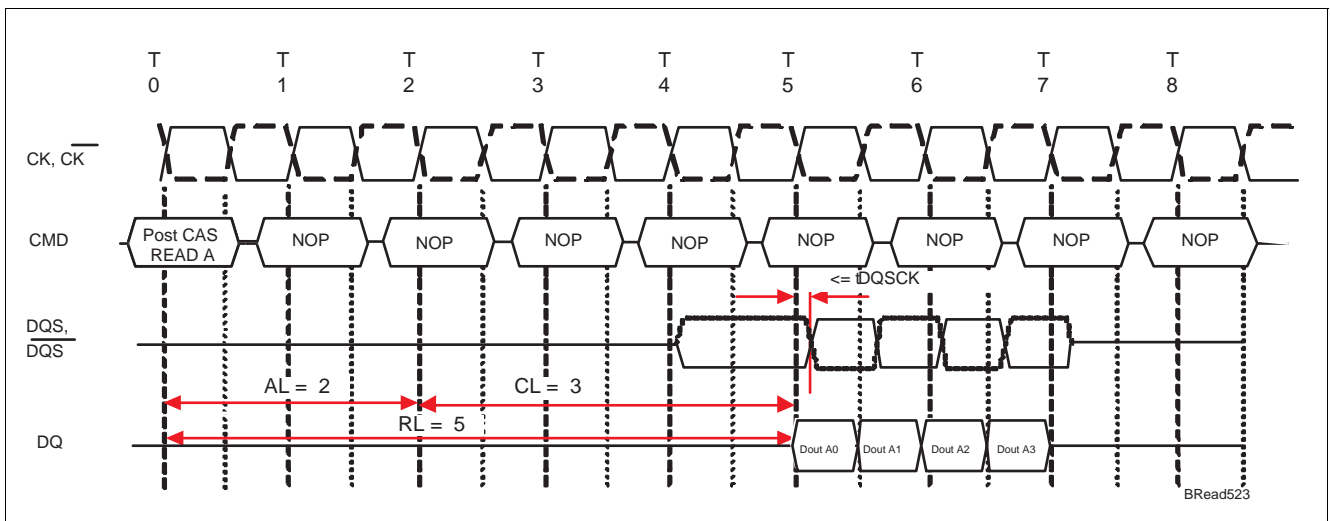 T T T T T T T T T
0 1 2 3 4 5 6 7 8
CK, CK
CMD
Post CAS
READ A
NOP NOP NOP NOP NOP NOP NOP NOP
<= tDQSCK
DQS,
DQS
AL = 2
CL = 3
RL = 5
DQ
Dout A0 Dout A1 Dout A2 Dout A3
BRead523